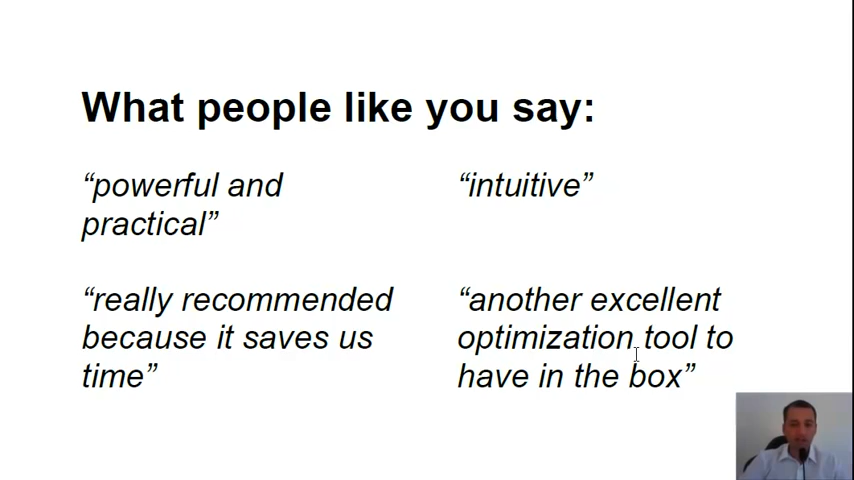 What people like you say:
“powerful and
practical”
“intuitive”
“really recommended
because it saves us
time”
“another excellent
optimization tool to
have in the box”